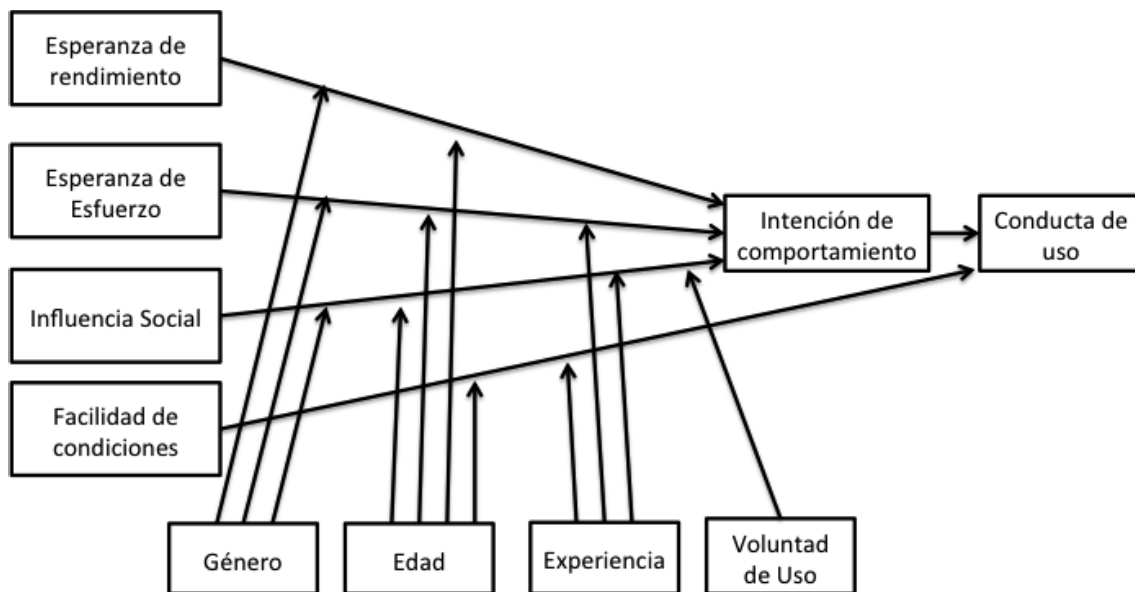 Esperanza de
rendimiento
Esperanza de
Esfuerzo
Influencia Social
Facilidad de
condiciones
Intención de
comportamiento
Conducta de
uso
Género
Edad
Experiencia
Voluntad
de Uso